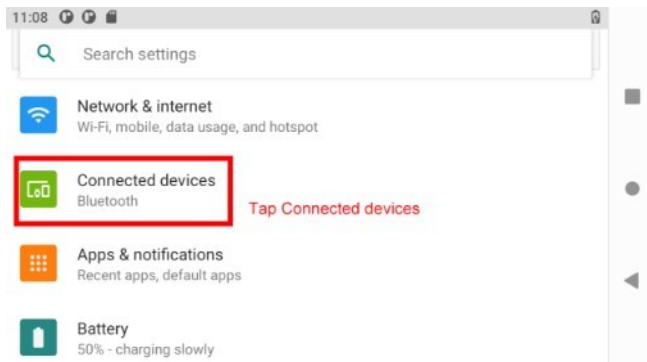 11:08
Search settings
Network & internet
Wi-Fi, mobile, data usage, and hotspot
Connected devices
Bluetooth
Tap Connected devices
Apps & notifications
Recent apps, default apps
Battery
50% - charging slowly